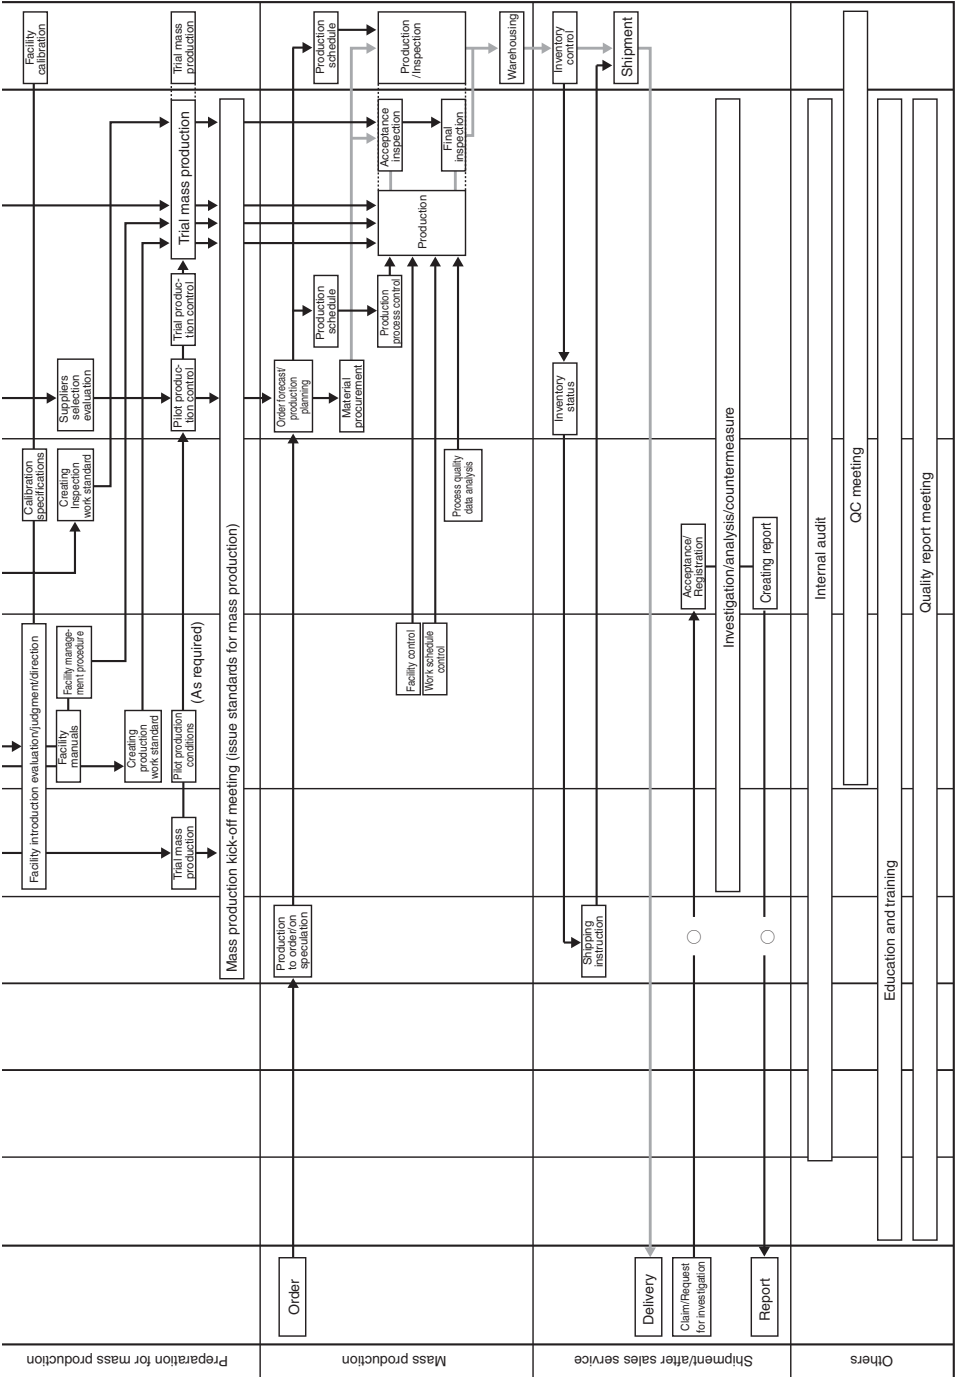 Facility
calibration
Trial mass
production
Production
schedule
Production
/Inspection
Warehousing
Inventory
control
Shipment
Trial mass production
Acceptance
inspection
Final
inspection
Production
Suppliers
selection
evaluation
Pilot produc-
tion control
Trial produc-
tion control
Order forecast/
production
planning
Production
schedule
Material
procurement
Production
process control
Inventory
status
Calibration
specifications
Creating
Inspection
work standard
Process quality
data analysis
Acceptance/
Registration
Investigation/analysis/countermeasure
Creating report
Internal audit
QC meeting
Quality report meeting
Facility introduction evaluation/judgment/direction
Facility manage-
ment procedure
Facility
manuals
Creating
production
work standard
Pilot production
conditions
(As required)
Trial mass
production
Mass production kick-off meeting (issue standards for mass production)
Facility control
Work schedule
control
Production
to order/on
speculation
Shipping
instruction
Education and training
Order
Delivery
Claim/Request
for investigation
Report
Preparation for mass production
Mass production
Shipment/after sales service
Others